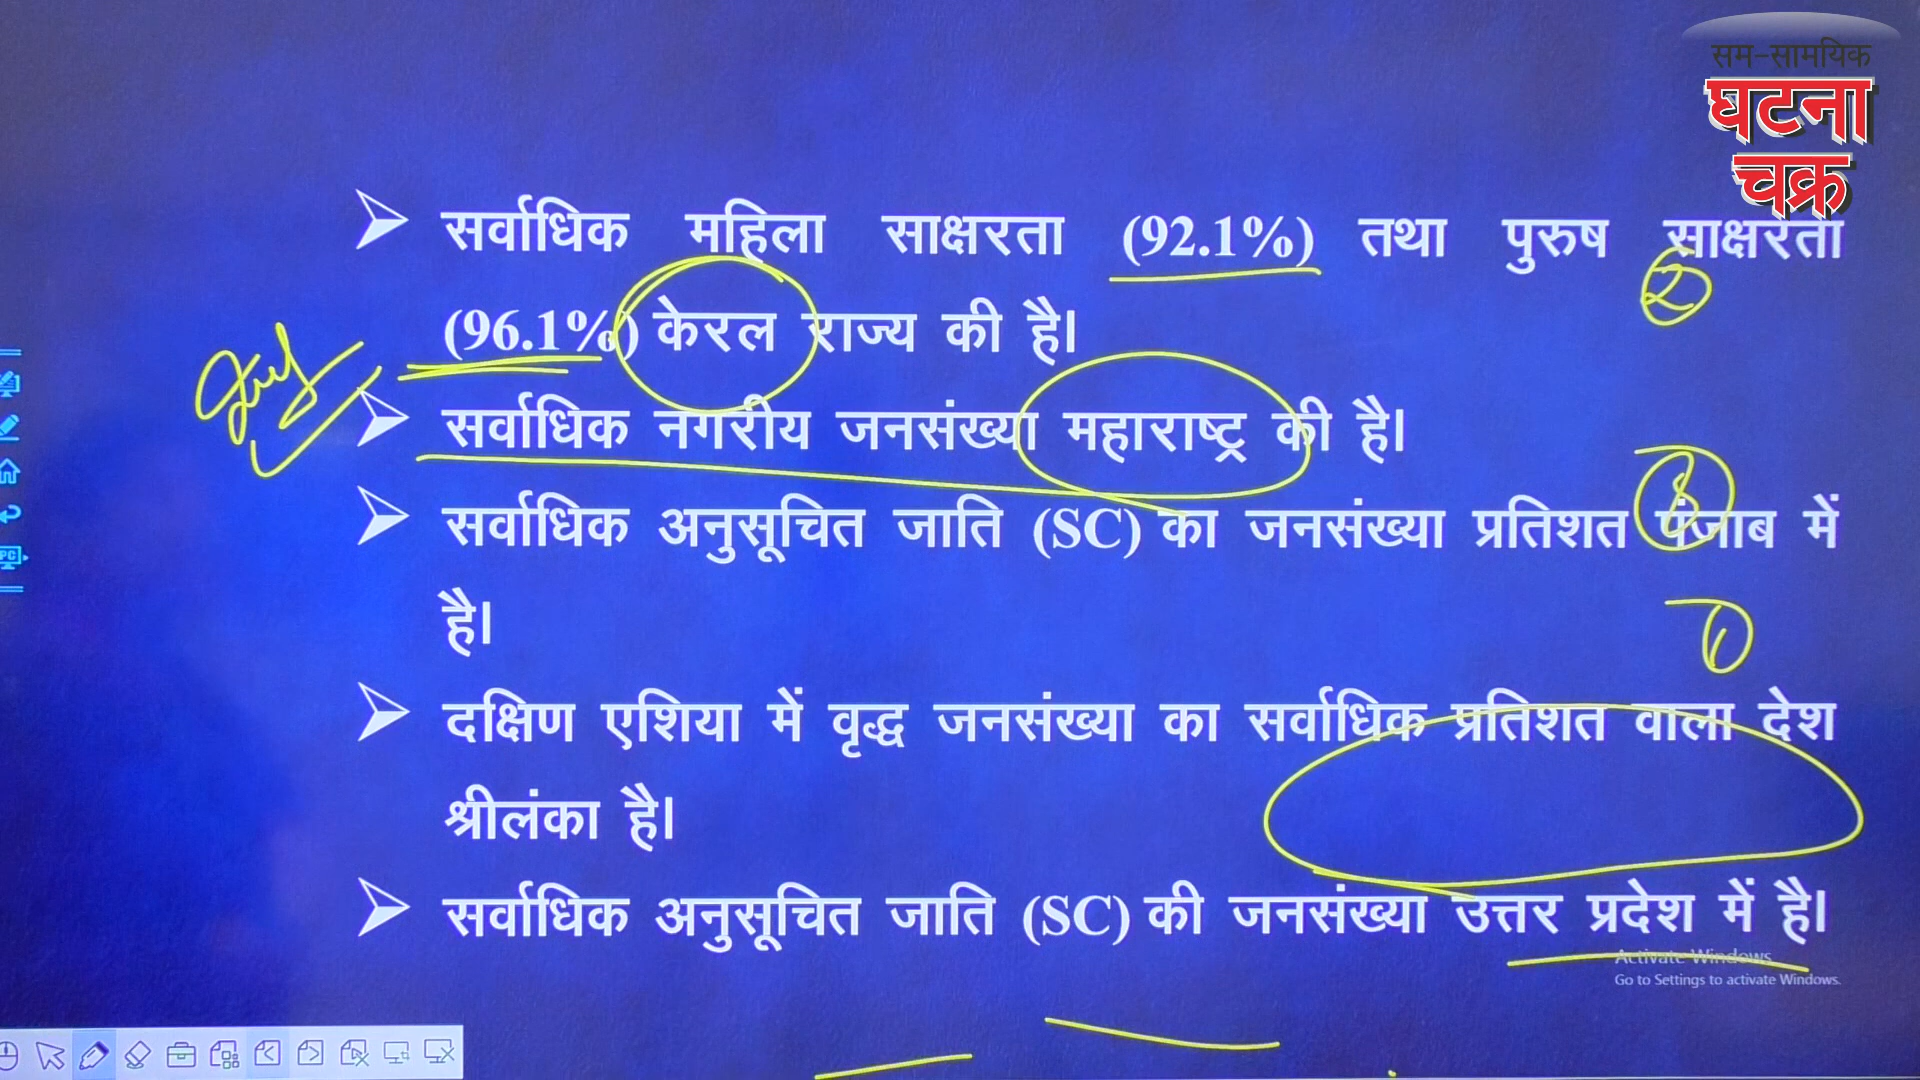 सम-सामयिक
घटना
चक्र
सर्वाधिक महिला साक्षरता (92.1%) तथा पुरुष साक्षरता
(96.1%) केरल राज्य की है।
सर्वाधिक नगरीय जनसंख्या महाराष्ट्र की है।
सर्वाधिक अनुसूचित जाति (SC) का जनसंख्या प्रतिशत पंजाब में
है।
दक्षिण एशिया में वृद्ध जनसंख्या का सर्वाधिक प्रतिशत वाला देश
श्रीलंका है।
सर्वाधिक अनुसूचित जाति (SC) की जनसंख्या उत्तर प्रदेश में है।
Activate Windows
Go to Settings to activate Windows.
PC